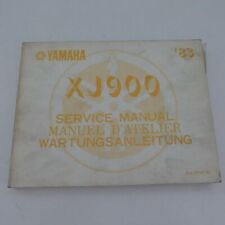 YAMAHA '83
XJ900
SERVICE MANUAL
MANUEL D'ATELIER
WARTUNGSANLEITUNG